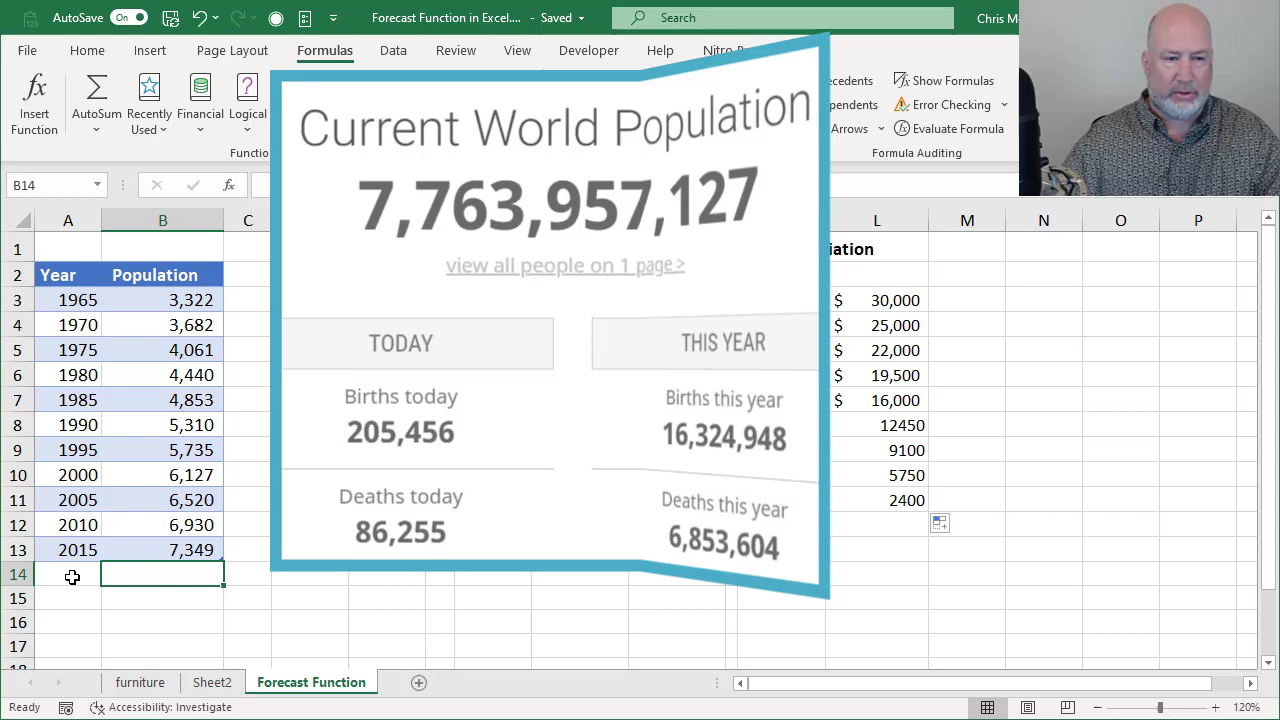 AutoSave On Forecast Function in Excel.... - Saved Search Chris M
File Home Insert Page Layout Formulas Data Review View Developer Help Nitro P
Insert Function AutoSum Recently Used Financial Logical
ecedents Show Formulas
pendents Error Checking
Arrows Evaluate Formula
Functio Formula Auditing
B14 fx
A B C L M N O P
1 iation
2 Year Population
3 1965 3,322 $ 30,000
4 1970 3,682 $ 25,000
5 1975 4,061 $ 22,000
6 1980 4,440 $ 19,500
7 1985 4,853 $ 16,000
8 1990 5,310 12450
9 1995 5,735 9100
10 2000 6,127 5750
11 2005 6,520 2400
12 2010 6,930
13 2015 7,349
14
15
16
17
18
Current World Population
7,763,957,127
view all people on 1 page >
TODAY THIS YEAR
Births today Births this year
205,456 16,324,948
Deaths today Deaths this year
86,255 6,853,604
furniture Sheet2 Forecast Function
Ready Accessibility: Investigate 120%